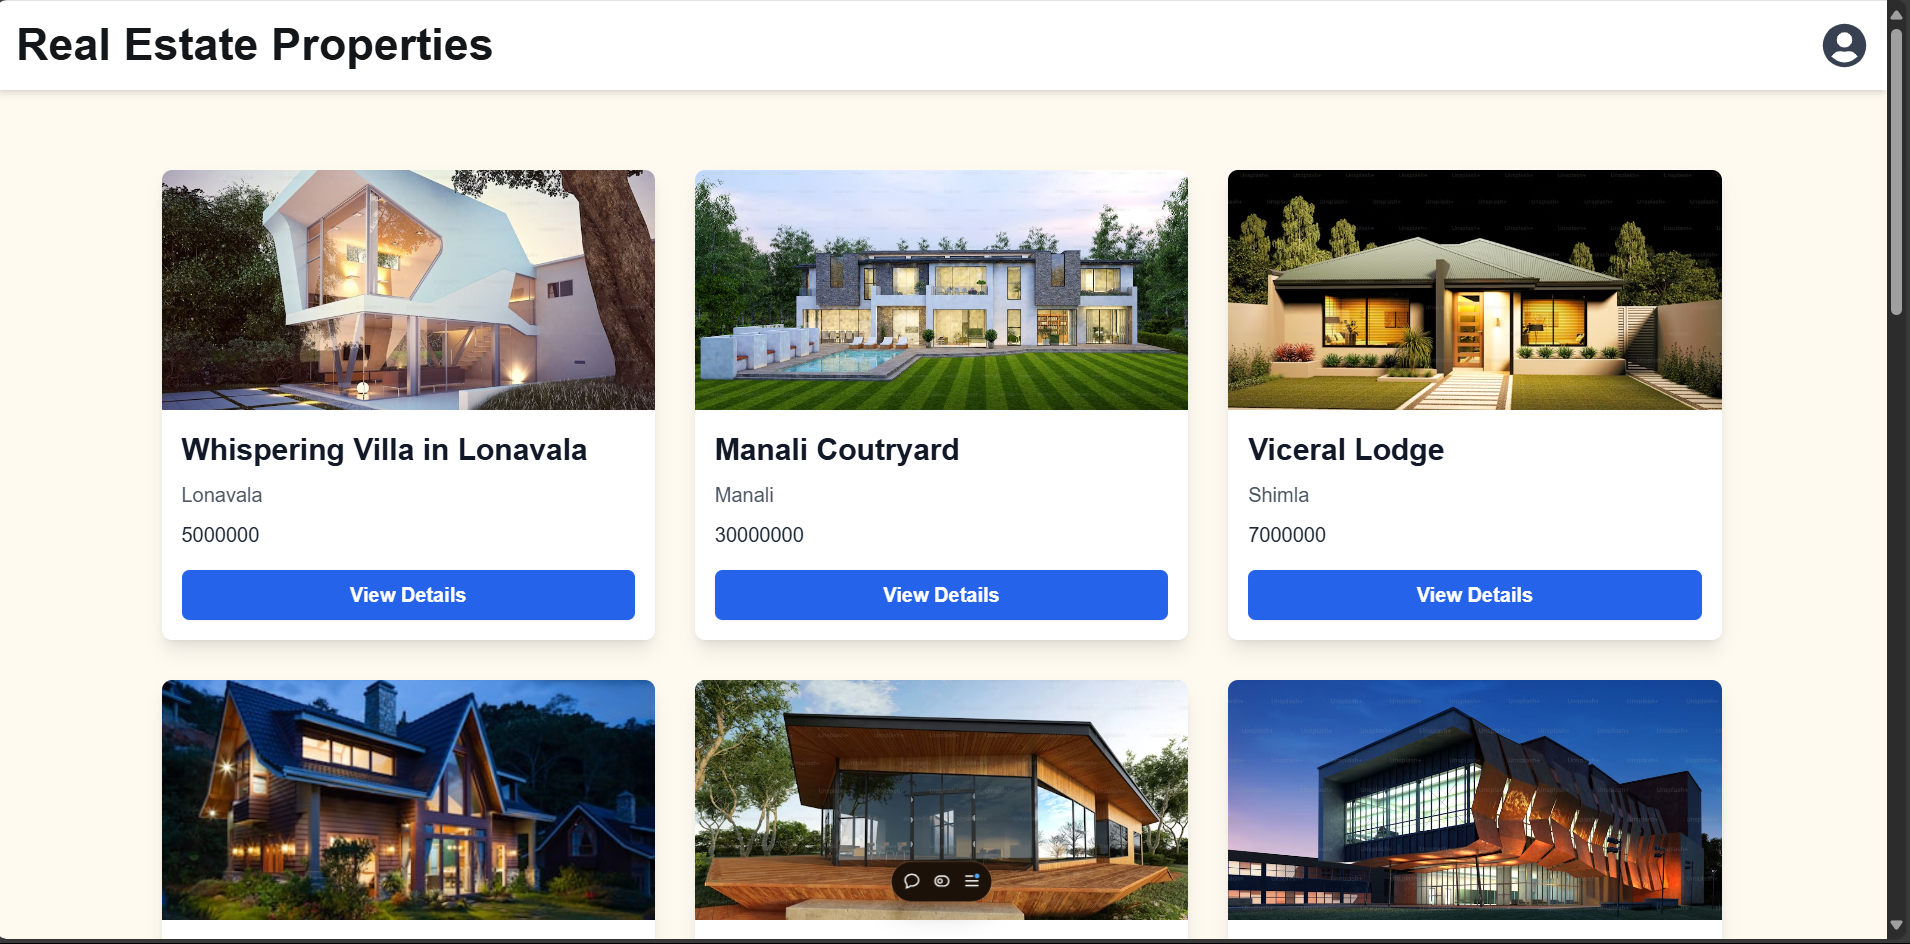 Real Estate Properties
Whispering Villa in Lonavala
Lonavala
5000000
View Details
Manali Coutryard
Manali
30000000
View Details
Viceral Lodge
Shimla
7000000
View Details